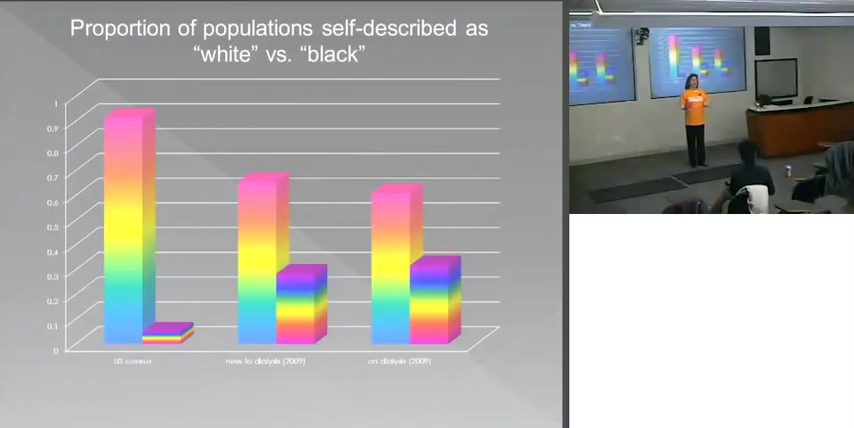 Proportion of populations self-described as
“white” vs. “black”
1
0.9
0.8
0.7
0.6
0.5
0.4
0.3
0.2
0.1
0
US census
new to dialysis (2009)
on dialysis (2009)